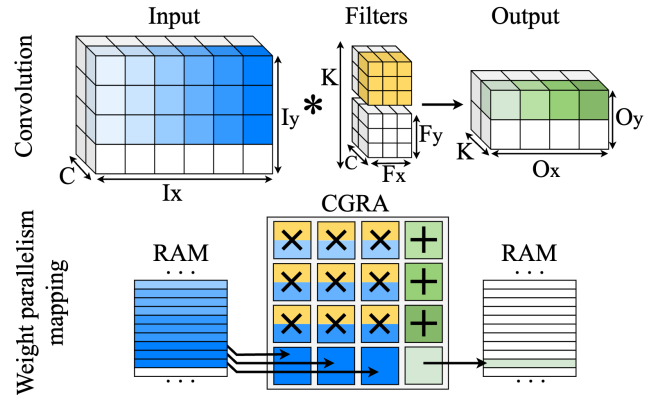 Input
Filters
Output
Convolution
C
Ix
Iy
*
K
C
Fx
Fy
K
Ox
Oy
Weight parallelism
mapping
RAM
. . .
. . .
CGRA
× × × +
× × × +
× × × +
RAM
. . .
. . .